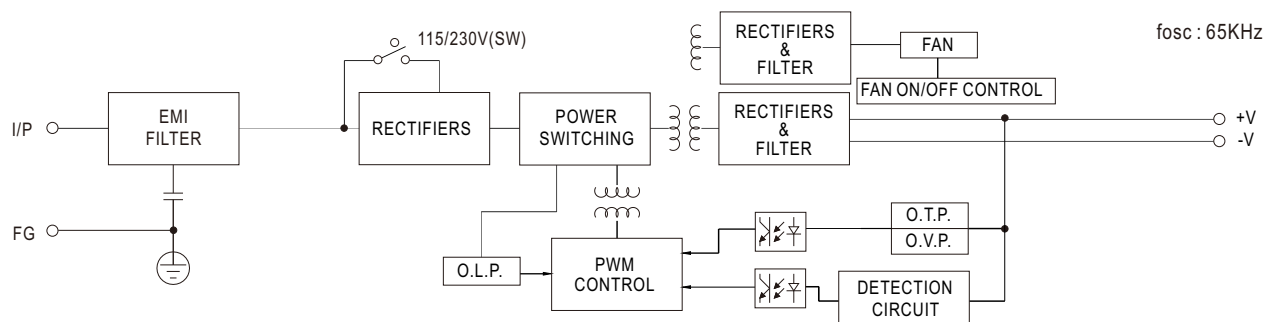 115/230V(SW)
RECTIFIERS
&
FILTER
FAN
fosc : 65KHz
FAN ON/OFF CONTROL
I/P
EMI
FILTER
RECTIFIERS
POWER
SWITCHING
RECTIFIERS
&
FILTER
+V
-V
FG
O.L.P.
PWM
CONTROL
O.T.P.
O.V.P.
DETECTION
CIRCUIT